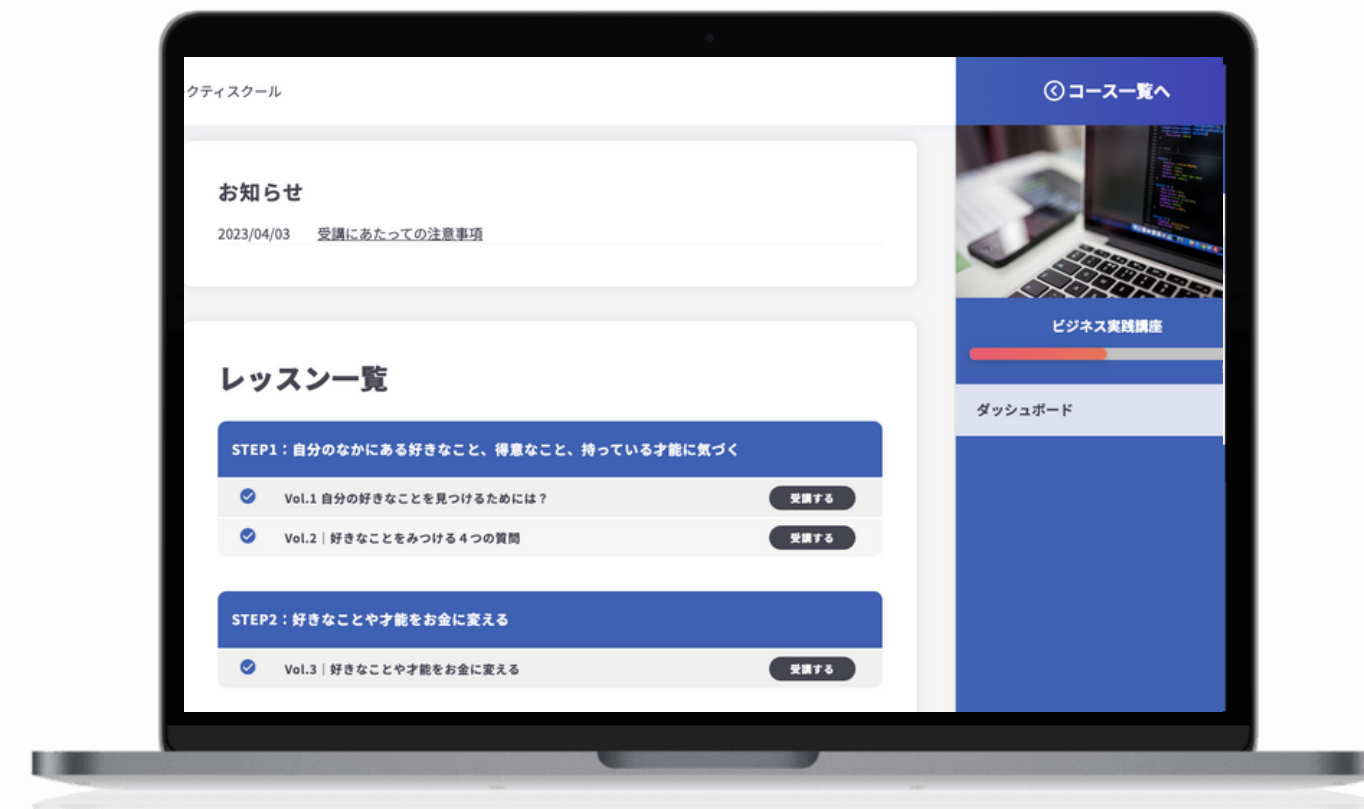 クティスクール
コース一覧へ
お知らせ
2023/04/03 受講にあたっての注意事項
レッスン一覧
STEP1:自分のなかにある好きなこと、得意なこと、持っている才能に気づく
Vol.1 自分の好きなことを見つけるためには?
受講する
Vol.2|好きなことをみつける4つの質問
受講する
STEP2:好きなことや才能をお金に変える
Vol.3|好きなことや才能をお金に変える
受講する
ビジネス実践講座
ダッシュボード